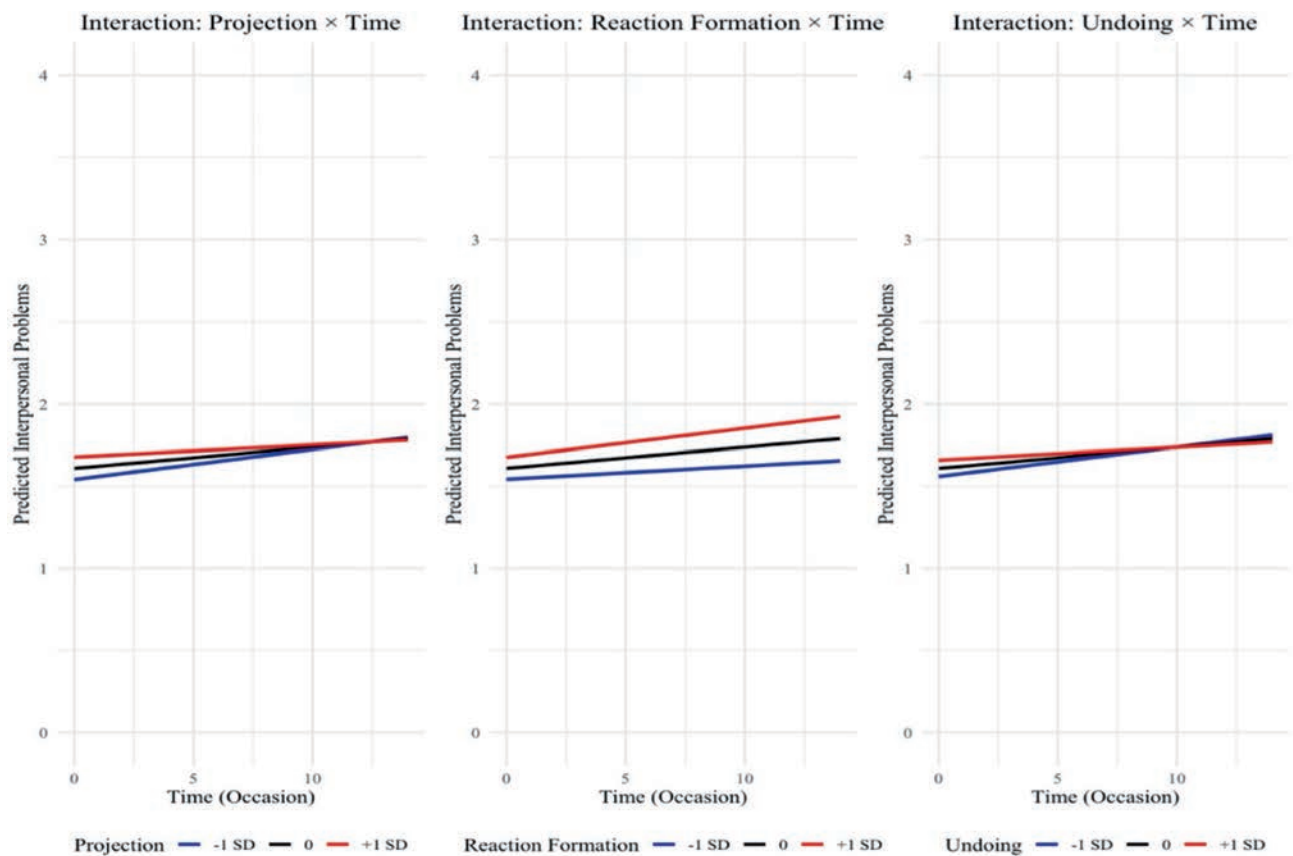 Interaction: Projection × Time
4
3
2
1
0
Predicted Interpersonal Problems
0 5 10
Time (Occasion)
Projection -1 SD 0 +1 SD
Interaction: Reaction Formation × Time
4
3
2
1
0
Predicted Interpersonal Problems
0 5 10
Time (Occasion)
Reaction Formation -1 SD 0 +1 SD
Interaction: Undoing × Time
4
3
2
1
0
Predicted Interpersonal Problems
0 5 10
Time (Occasion)
Undoing -1 SD 0 +1 SD